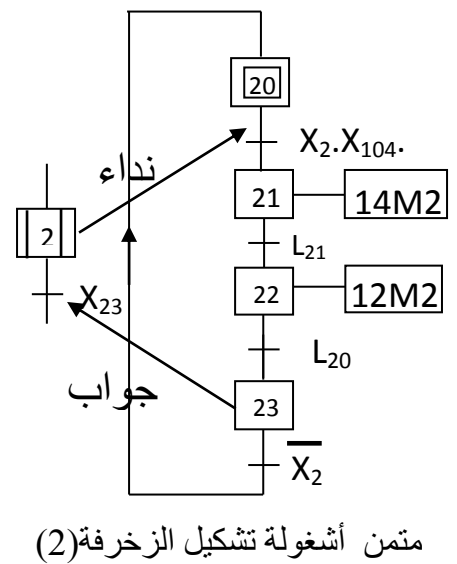 20
نداء
X₂.X₁₀₄.
21
14M2
2
L₂₁
22
12M2
X₂₃
L₂₀
جواب
23
X̅₂
متمن أشغولة تشكيل الزخرفة(2)